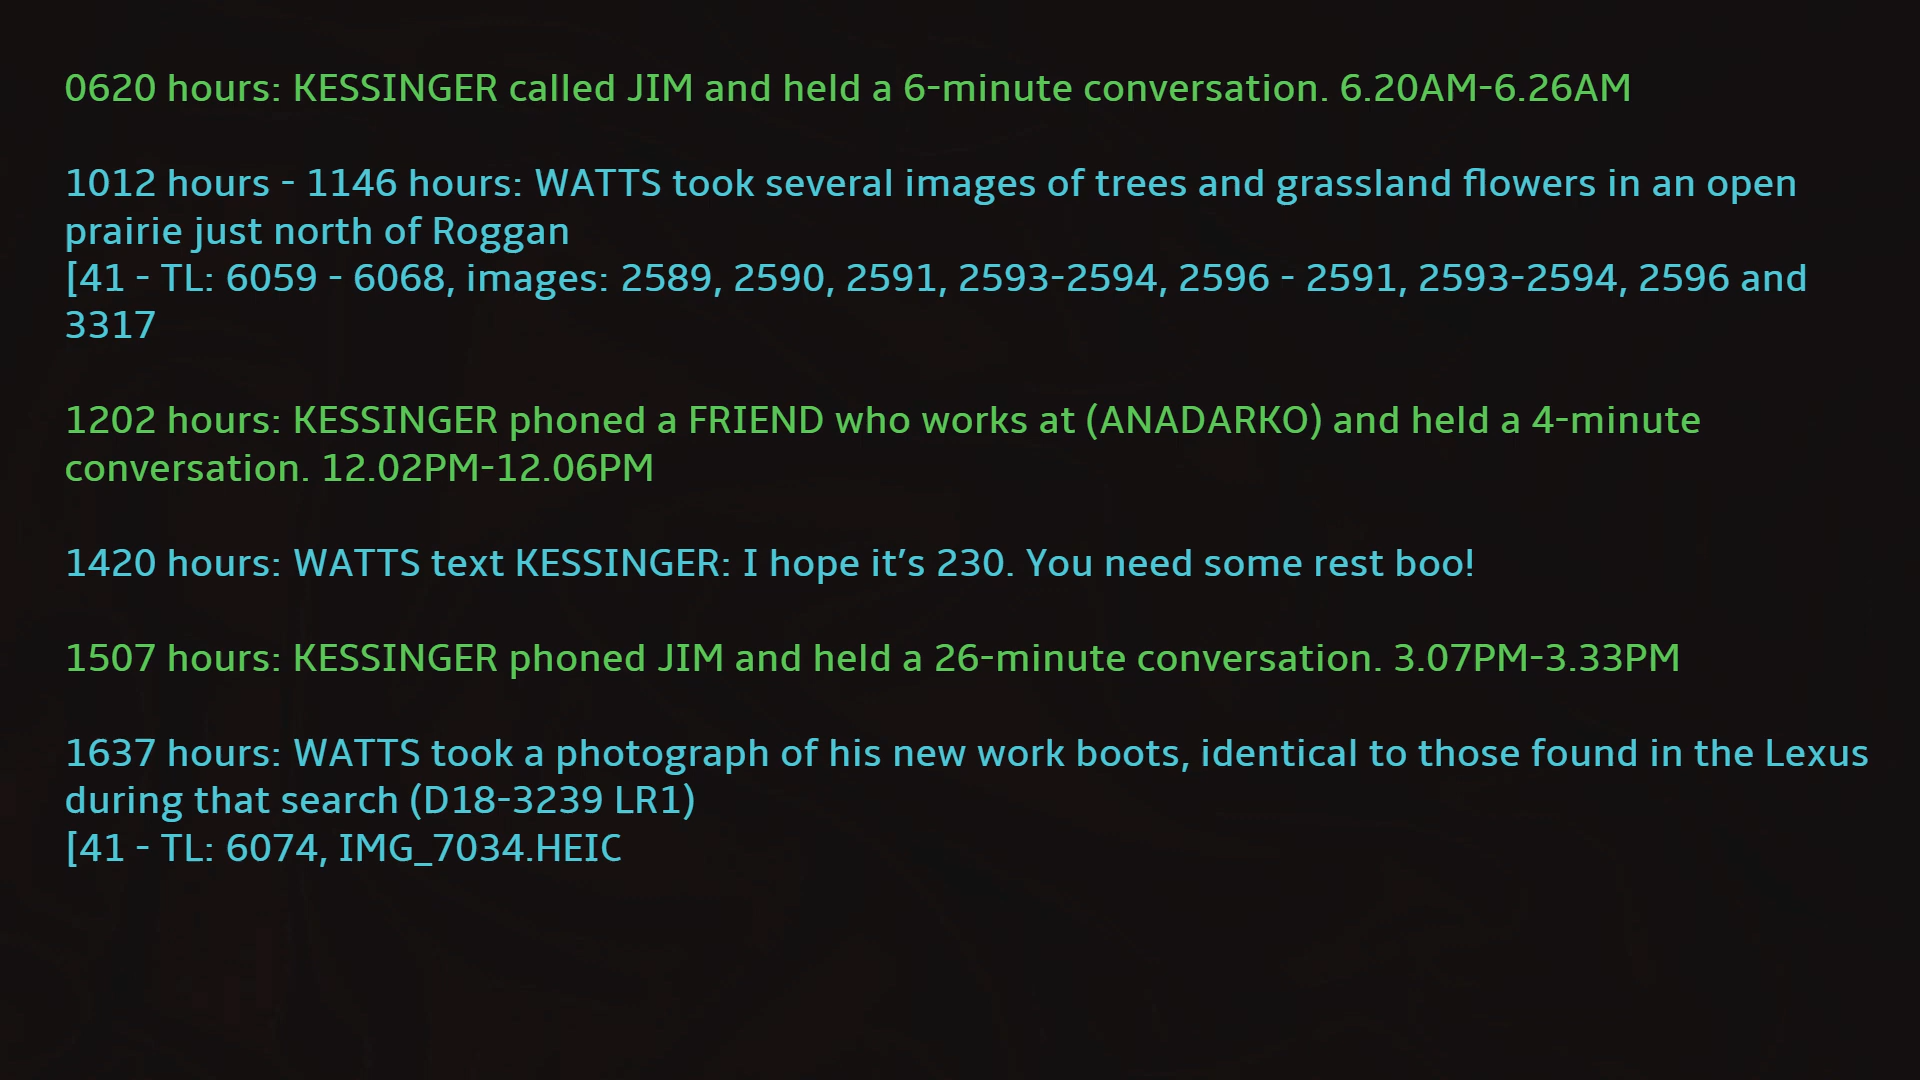 0620 hours: KESSINGER called JIM and held a 6-minute conversation. 6.20AM-6.26AM
1012 hours - 1146 hours: WATTS took several images of trees and grassland flowers in an open
prairie just north of Roggan
[41 - TL: 6059 - 6068, images: 2589, 2590, 2591, 2593-2594, 2596 - 2591, 2593-2594, 2596 and
3317
1202 hours: KESSINGER phoned a FRIEND who works at (ANADARKO) and held a 4-minute
conversation. 12.02PM-12.06PM
1420 hours: WATTS text KESSINGER: I hope it’s 230. You need some rest boo!
1507 hours: KESSINGER phoned JIM and held a 26-minute conversation. 3.07PM-3.33PM
1637 hours: WATTS took a photograph of his new work boots, identical to those found in the Lexus
during that search (D18-3239 LR1)
[41 - TL: 6074, IMG_7034.HEIC